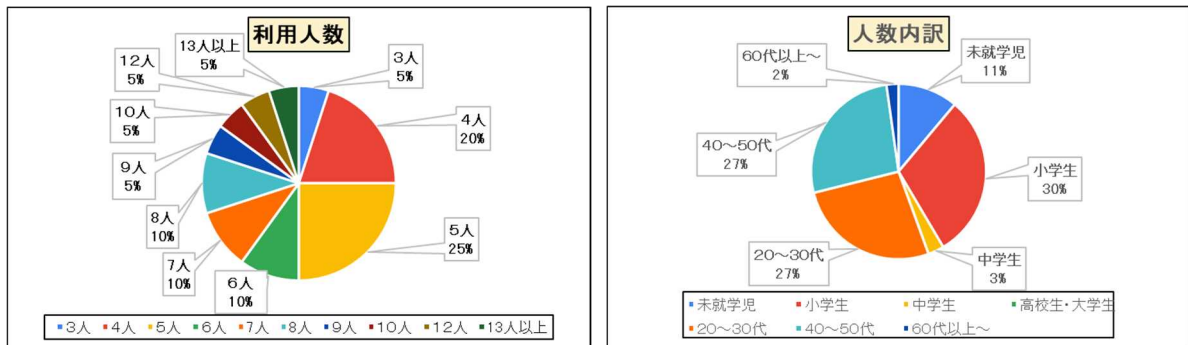 利用人数
13人以上
5%
3人
5%
12人
5%
4人
20%
10人
5%
9人
5%
8人
10%
5人
25%
7人
10%
6人
10%
3人 4人 5人 6人 7人 8人 9人 10人 12人 13人以上
人数内訳
60代以上～
2%
未就学児
11%
40～50代
27%
小学生
30%
20～30代
27%
中学生
3%
未就学児 小学生 中学生 高校生・大学生
20～30代 40～50代 60代以上～